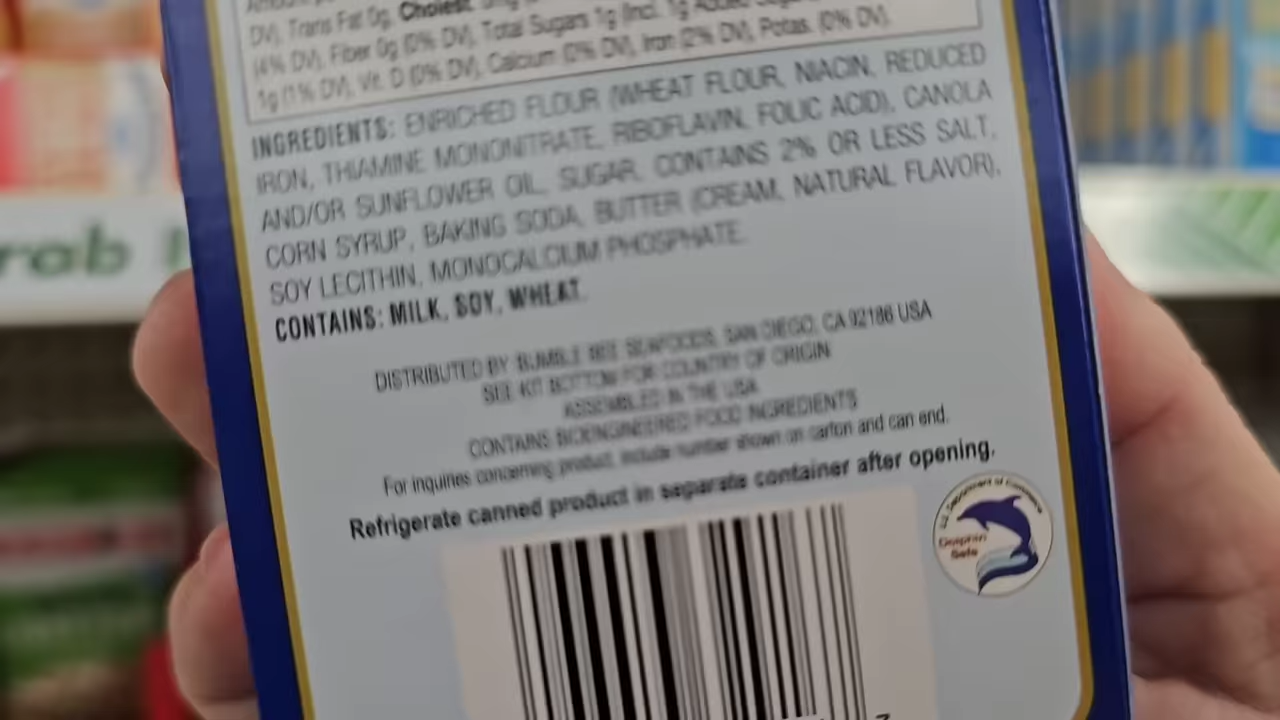 DV), Trans Fat 0g, Cholest.
(4% DV), Fiber 0g (0% DV), Total Sugars 1g (Incl. 1g Added
1g (1% DV), Vit. D (0% DV), Calcium (0% DV), Iron (2% DV), Potas. (0% DV).
INGREDIENTS: ENRICHED FLOUR (WHEAT FLOUR, NIACIN, REDUCED
IRON, THIAMINE MONONITRATE, RIBOFLAVIN, FOLIC ACID), CANOLA
AND/OR SUNFLOWER OIL, SUGAR. CONTAINS 2% OR LESS SALT,
CORN SYRUP, BAKING SODA, BUTTER (CREAM, NATURAL FLAVOR),
SOY LECITHIN, MONOCALCIUM PHOSPHATE.
CONTAINS: MILK, SOY, WHEAT.
DISTRIBUTED BY: BUMBLE BEE SEAFOODS, SAN DIEGO, CA 92186 USA
SEE KIT BOTTOM FOR COUNTRY OF ORIGIN
ASSEMBLED IN THE USA
CONTAINS BIOENGINEERED FOOD INGREDIENTS
For inquiries concerning product, include number shown on carton and can end.
Refrigerate canned product in separate container after opening.
U.S. Department of Commerce
Dolphin
Safe
rab